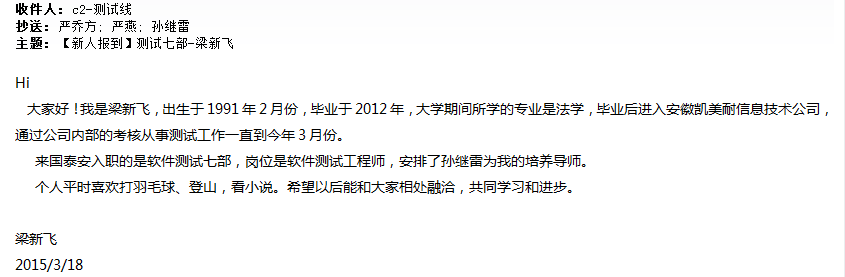 收件人：c2-测试线
抄送：严乔方；严燕；孙继雷
主题：【新人报到】测试七部-梁新飞
Hi
大家好！我是梁新飞，出生于1991年2月份，毕业于2012年，大学期间所学的专业是法学，毕业后进入安徽凯美耐信息技术公司，
通过公司内部的考核从事测试工作一直到今年3月份。
来国泰安入职的是软件测试七部，岗位是软件测试工程师，安排了孙继雷为我的培养导师。
个人平时喜欢打羽毛球、登山，看小说。希望以后能和大家相处融洽，共同学习和进步。
梁新飞
2015/3/18